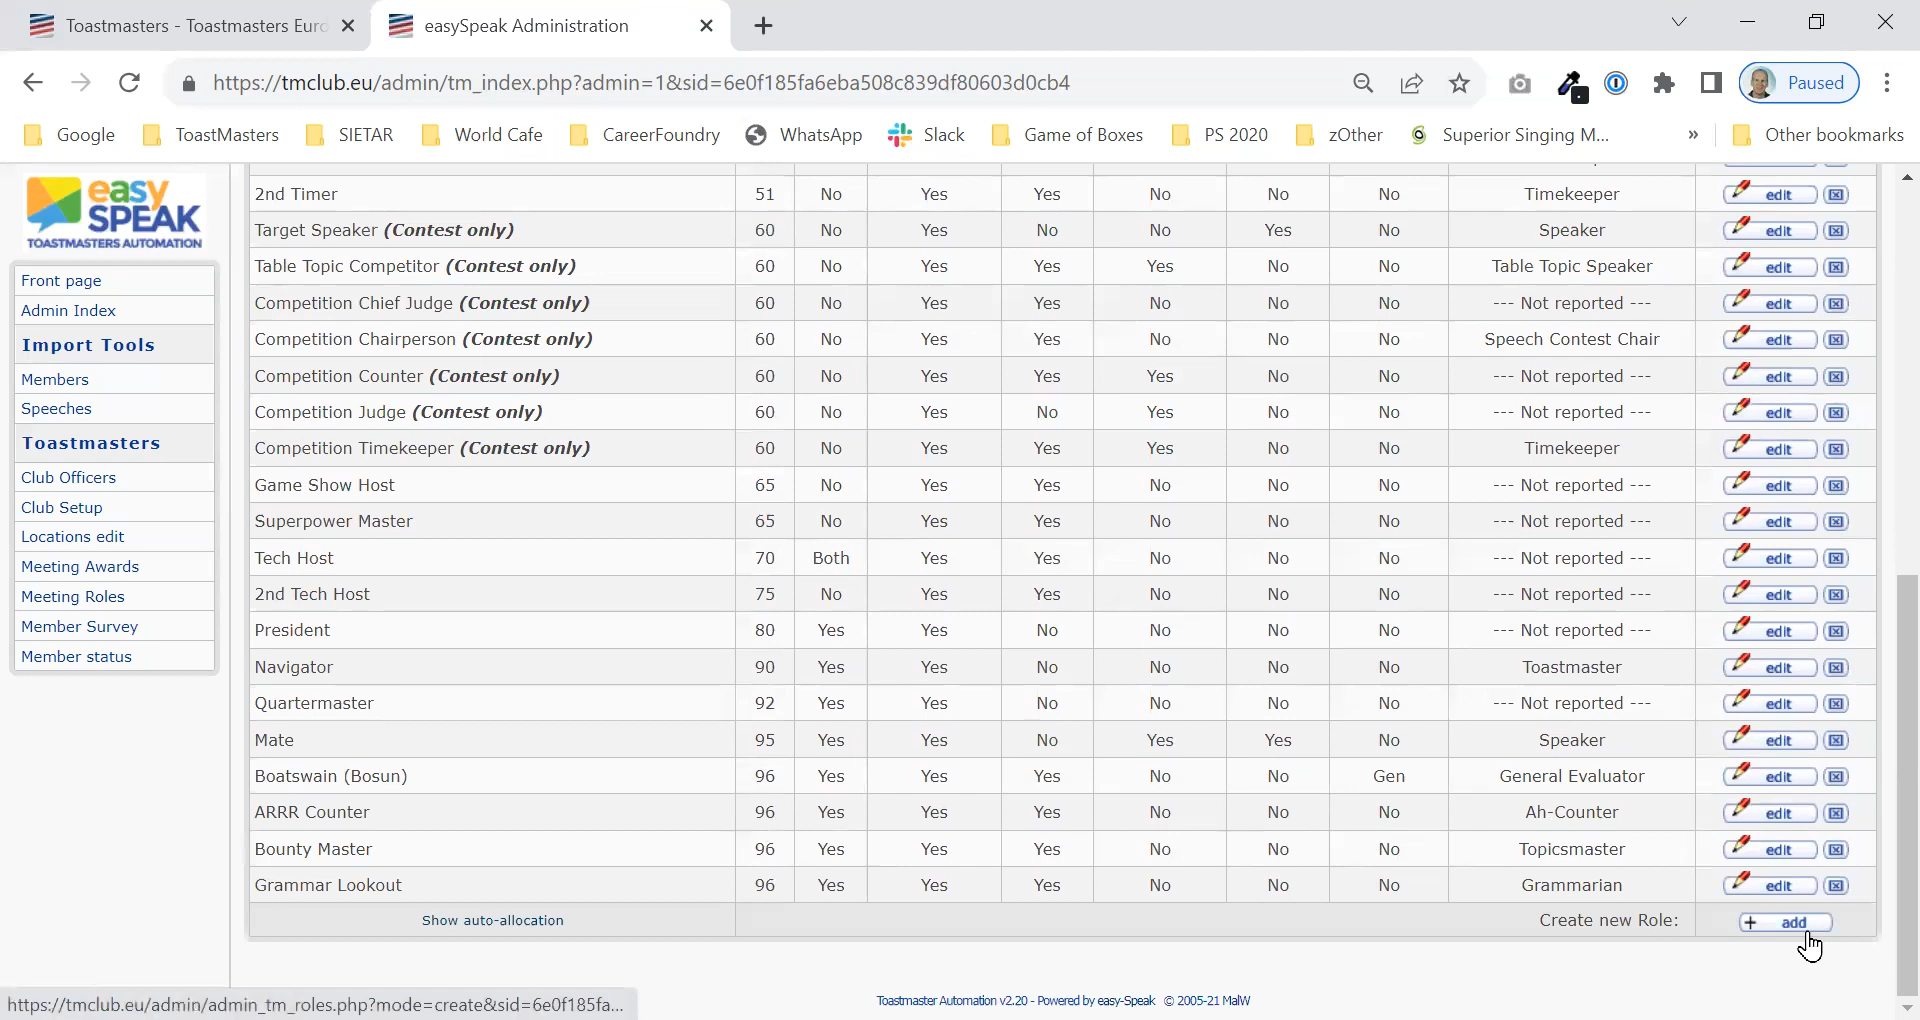 Toastmasters - Toastmasters Euro
easySpeak Administration
https://tmclub.eu/admin/tm_index.php?admin=1&sid=6e0f185fa6eba508c839df80603d0cb4
Paused
Google
ToastMasters
SIETAR
World Cafe
CareerFoundry
WhatsApp
Slack
Game of Boxes
PS 2020
zOther
Superior Singing M...
»
Other bookmarks
easy
SPEAK
TOASTMASTERS AUTOMATION
Front page
Admin Index
Import Tools
Members
Speeches
Toastmasters
Club Officers
Club Setup
Locations edit
Meeting Awards
Meeting Roles
Member Survey
Member status
2nd Timer 51 No Yes Yes No No No Timekeeper edit
Target Speaker (Contest only) 60 No Yes No No Yes No Speaker edit
Table Topic Competitor (Contest only) 60 No Yes Yes Yes No No Table Topic Speaker edit
Competition Chief Judge (Contest only) 60 No Yes Yes No No No --- Not reported --- edit
Competition Chairperson (Contest only) 60 No Yes Yes No No No Speech Contest Chair edit
Competition Counter (Contest only) 60 No Yes Yes Yes No No --- Not reported --- edit
Competition Judge (Contest only) 60 No Yes No Yes No No --- Not reported --- edit
Competition Timekeeper (Contest only) 60 No Yes Yes Yes No No Timekeeper edit
Game Show Host 65 No Yes Yes No No No --- Not reported --- edit
Superpower Master 65 No Yes Yes No No No --- Not reported --- edit
Tech Host 70 Both Yes Yes No No No --- Not reported --- edit
2nd Tech Host 75 No Yes Yes No No No --- Not reported --- edit
President 80 Yes Yes No No No No --- Not reported --- edit
Navigator 90 Yes Yes No No No No Toastmaster edit
Quartermaster 92 Yes Yes No No No No --- Not reported --- edit
Mate 95 Yes Yes No Yes Yes No Speaker edit
Boatswain (Bosun) 96 Yes Yes Yes No No Gen General Evaluator edit
ARRR Counter 96 Yes Yes Yes No No No Ah-Counter edit
Bounty Master 96 Yes Yes Yes No No No Topicsmaster edit
Grammar Lookout 96 Yes Yes Yes No No No Grammarian edit
Show auto-allocation Create new Role: + add
Toastmaster Automation v2.20 - Powered by easy-Speak © 2005-21 MalW
https://tmclub.eu/admin/admin_tm_roles.php?mode=create&sid=6e0f185fa...